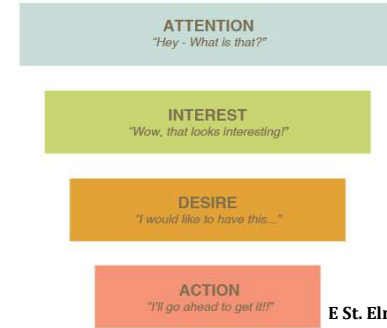 ATTENTION
"Hey - What is that?"
INTEREST
"Wow, that looks interesting!"
DESIRE
"I would like to have this..."
ACTION
"I'll go ahead to get it!!"
E St.